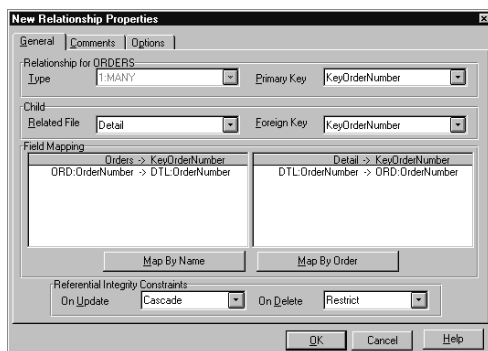 New Relationship Properties
General Comments Options
Relationship for ORDERS
Type 1:MANY Primary Key KeyOrderNumber
Child
Related File Detail Foreign Key KeyOrderNumber
Field Mapping
Orders -> KeyOrderNumber Detail -> KeyOrderNumber
ORD:OrderNumber -> DTL:OrderNumber DTL:OrderNumber -> ORD:OrderNumber
Map By Name Map By Order
Referential Integrity Constraints
On Update Cascade On Delete Restrict
OK Cancel Help